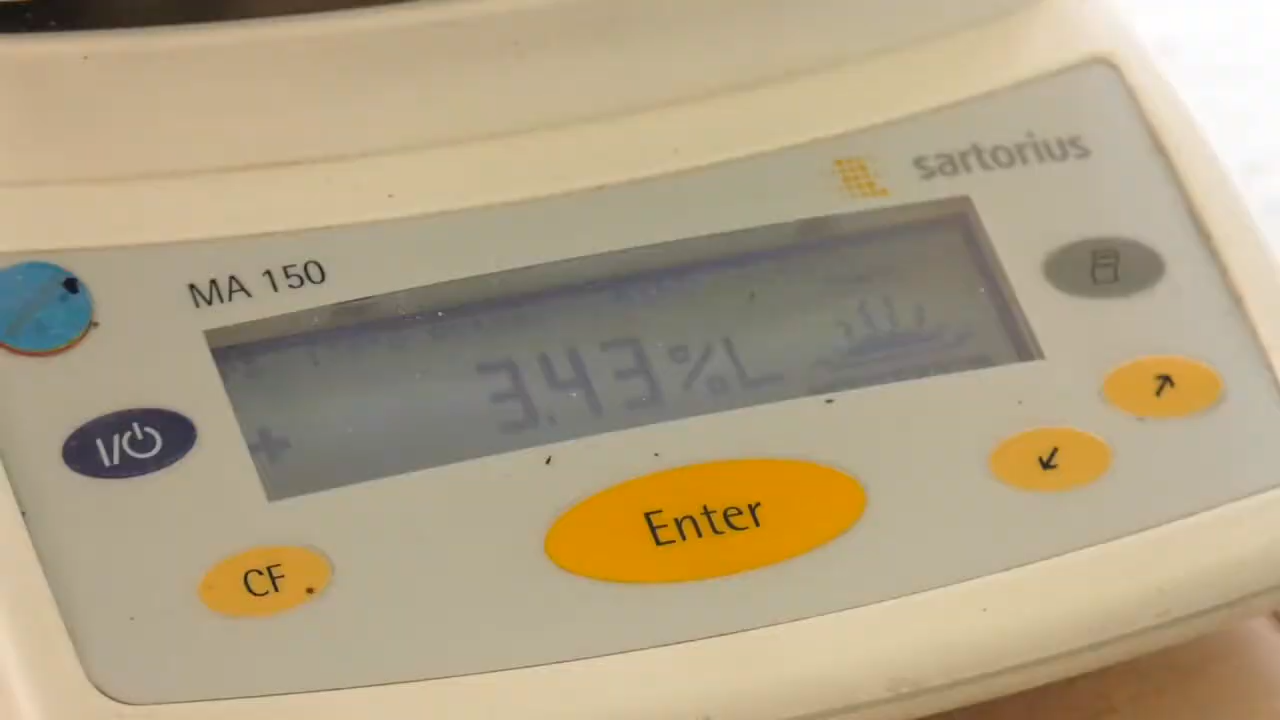 sartorius
MA 150
+ 3.43%L
I/⏻
Enter
CF